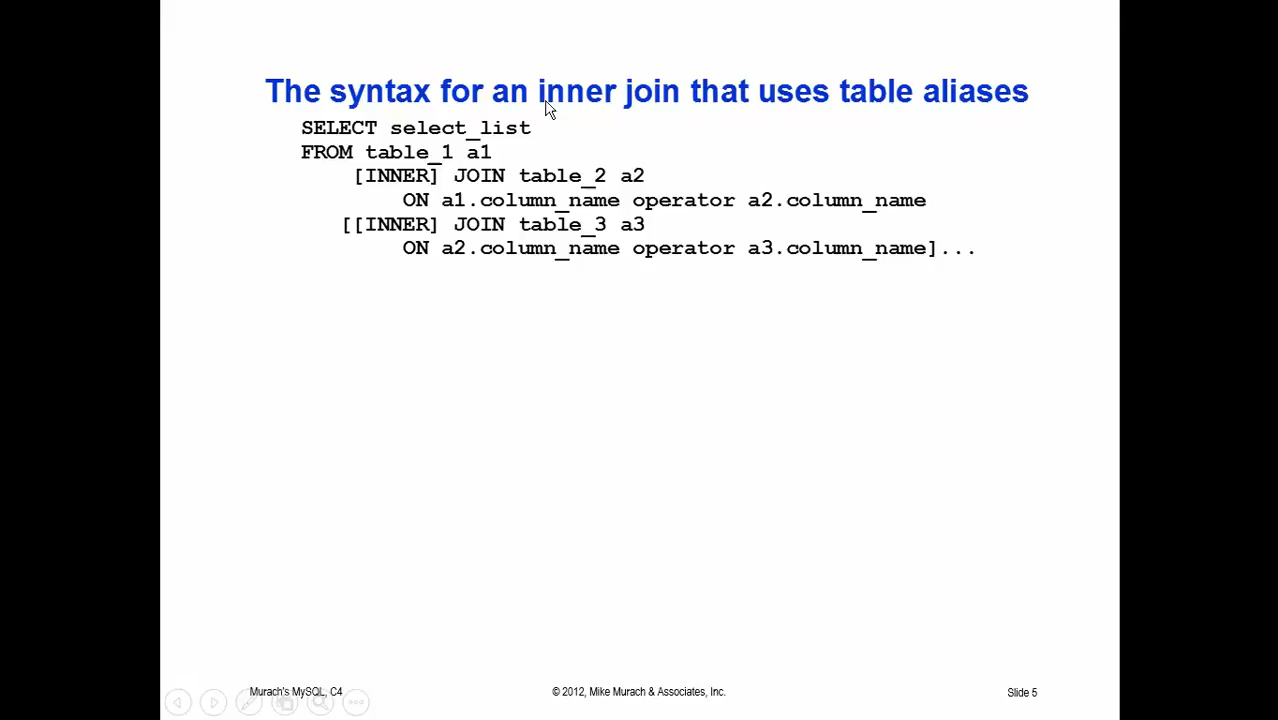 The syntax for an inner join that uses table aliases
SELECT select_list
FROM table_1 a1
[INNER] JOIN table_2 a2
ON a1.column_name operator a2.column_name
[[INNER] JOIN table_3 a3
ON a2.column_name operator a3.column_name]...
Murach's MySQL, C4
© 2012, Mike Murach & Associates, Inc.
Slide 5